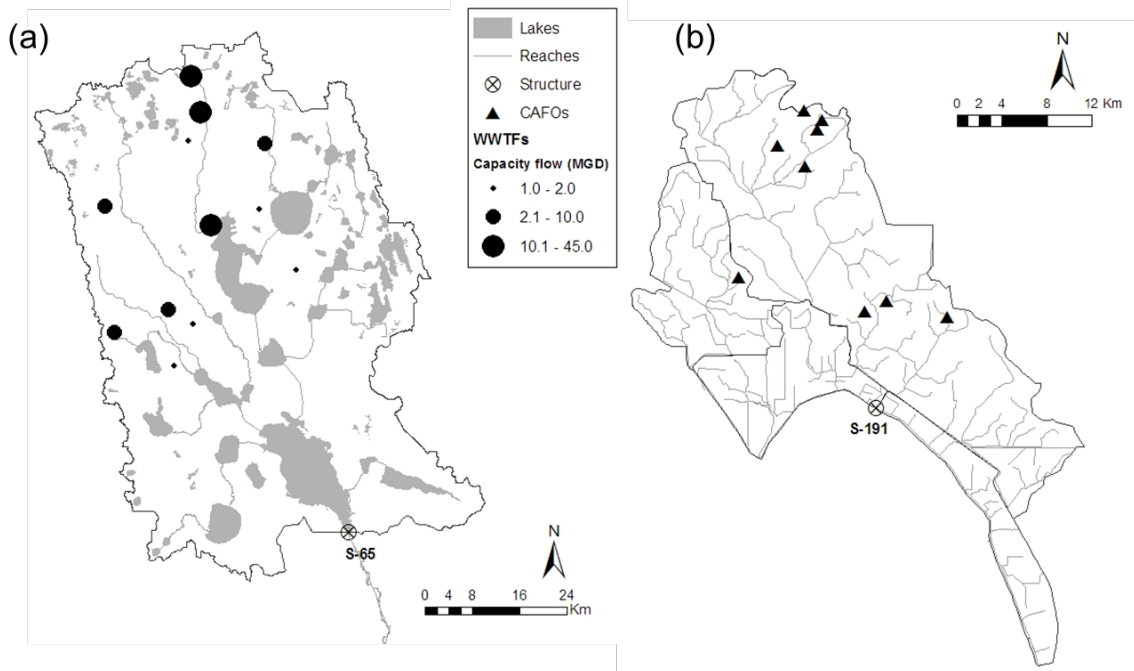 (a)
Lakes
Reaches
Structure
CAFOs
WWTFs
Capacity flow (MGD)
1.0 - 2.0
2.1 - 10.0
10.1 - 45.0
(b)
N
0 2 4 8 12 Km
S-191
S-65
N
0 4 8 16 24
Km